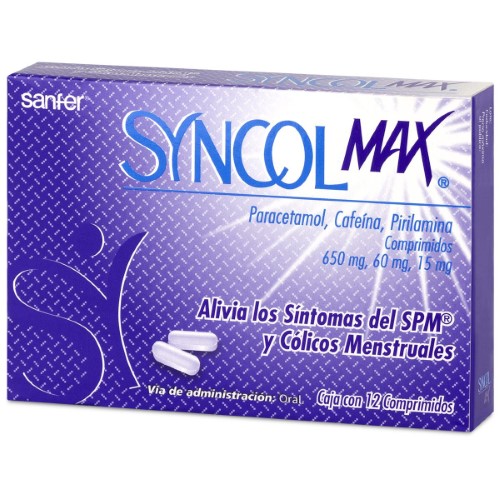 sanfer
SYNCOL MAX®
Paracetamol, Cafeína, Pirilamina
Comprimidos
650 mg, 60 mg, 15 mg
Alivia los Síntomas del SPM®
y Cólicos Menstruales
Vía de administración: Oral.
Caja con 12 Comprimidos